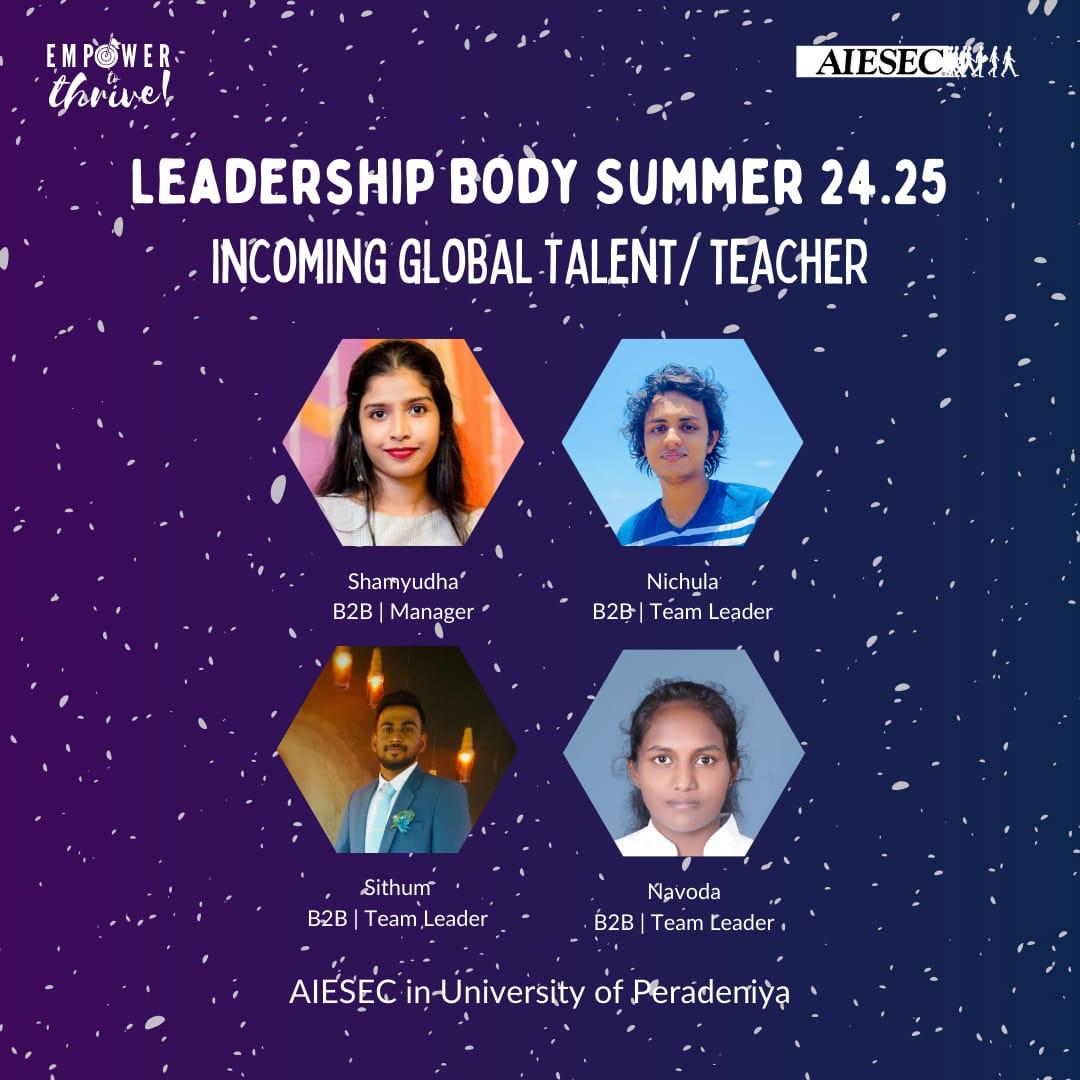 EMPOWER
to
thrive!
AIESEC
LEADERSHIP BODY SUMMER 24.25
INCOMING GLOBAL TALENT/ TEACHER
Shamyudha
B2B | Manager
Nichula
B2B | Team Leader
Sithum
B2B | Team Leader
Navoda
B2B | Team Leader
AIESEC in University of Peradeniya